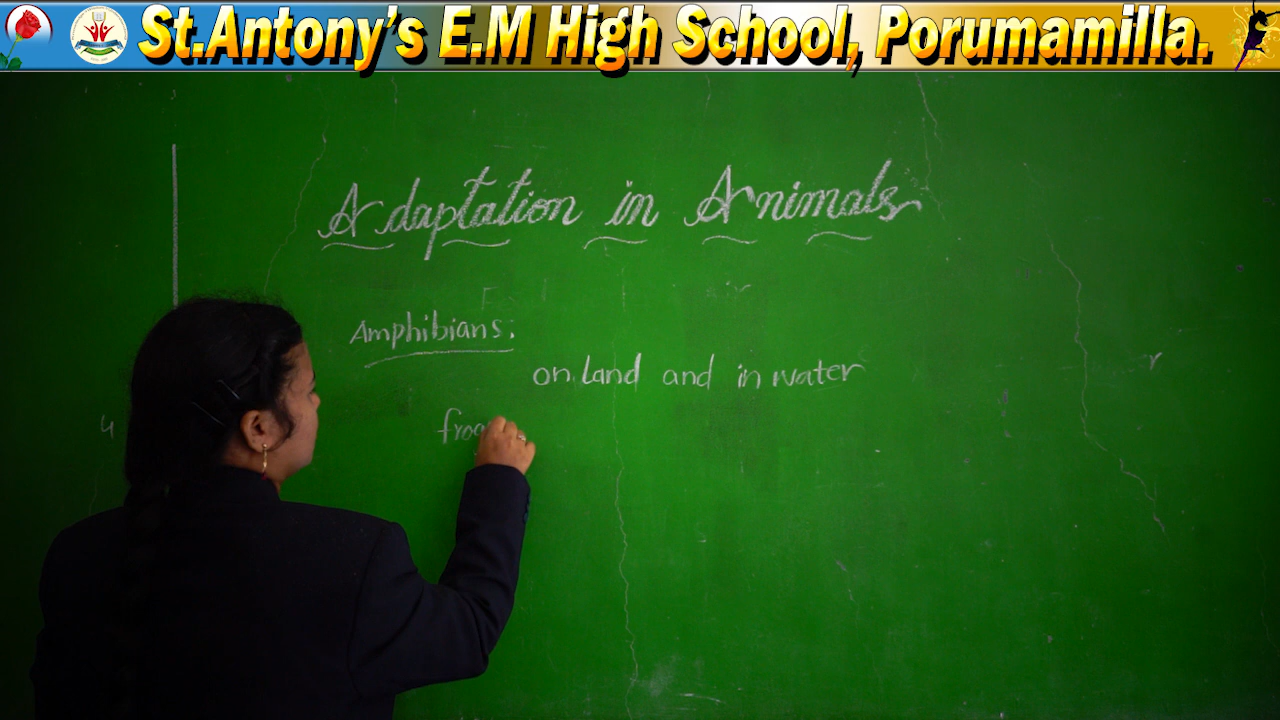 St.Antony's E.M High School, Porumamilla.
Adaptation in Animals
Amphibians:
on land and in water
frog